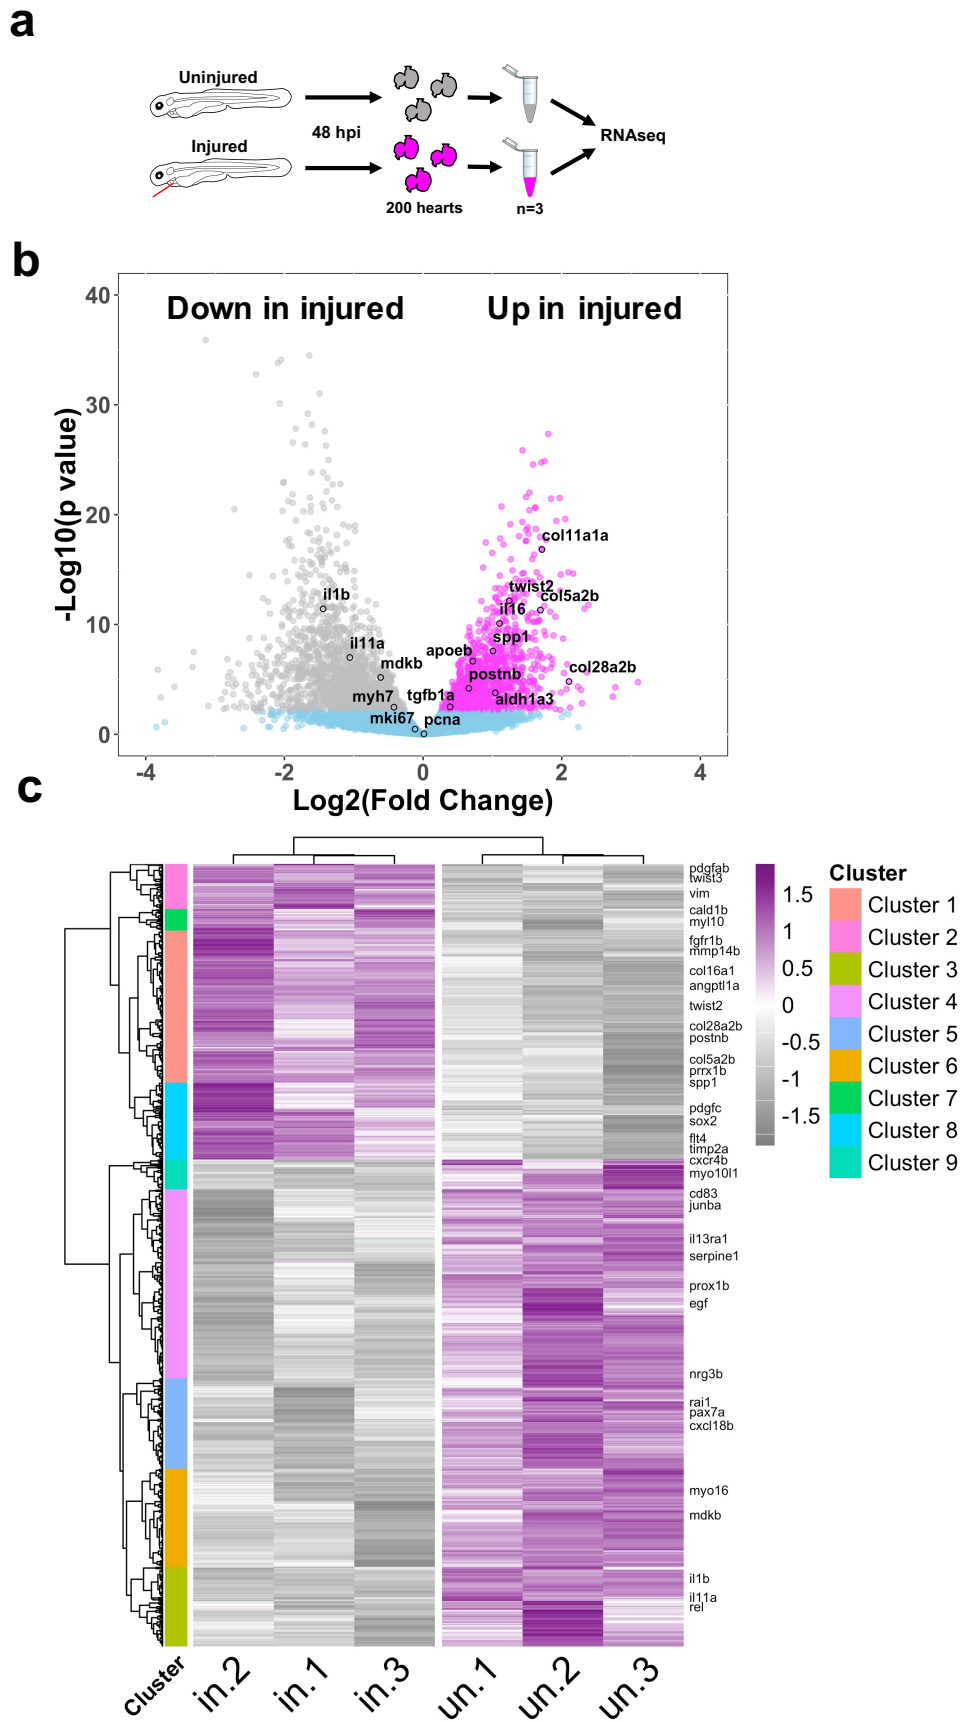 a
Uninjured
48 hpi
Injured
200 hearts
n=3
RNAseq
b
Down in injured
Up in injured
-Log10(p value)
40
30
20
10
0
col11a1a
twist2
col5a2b
il1b
il16
spp1
il11a
apoeb
mdkb
col28a2b
postnb
myh7
tgfb1a
aldh1a3
mki67
pcna
-4
-2
0
2
4
Log2(Fold Change)
c
pdgfab
twist3
vim
cald1b
myl10
fgfr1b
mmp14b
col16a1
angptl1a
twist2
col28a2b
postnb
col5a2b
prrx1b
spp1
pdgfc
sox2
flt4
timp2a
cxcr4b
myo10l1
cd83
junba
il13ra1
serpine1
prox1b
egf
nrg3b
rai1
pax7a
cxcl18b
myo16
mdkb
il1b
il11a
rel
1.5
1
0.5
0
-0.5
-1
-1.5
Cluster
Cluster 1
Cluster 2
Cluster 3
Cluster 4
Cluster 5
Cluster 6
Cluster 7
Cluster 8
Cluster 9
Cluster
in.2
in.1
in.3
un.1
un.2
un.3